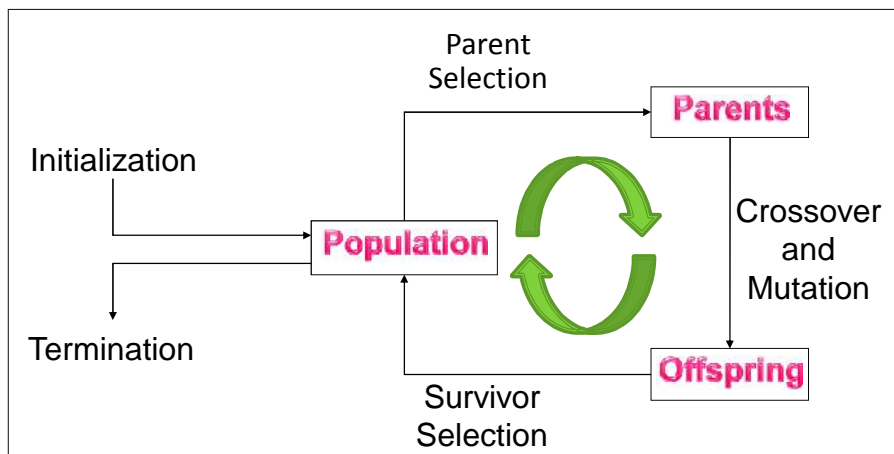 Parent
Selection
Parents
Initialization
Population
Crossover
and
Mutation
Termination
Offspring
Survivor
Selection